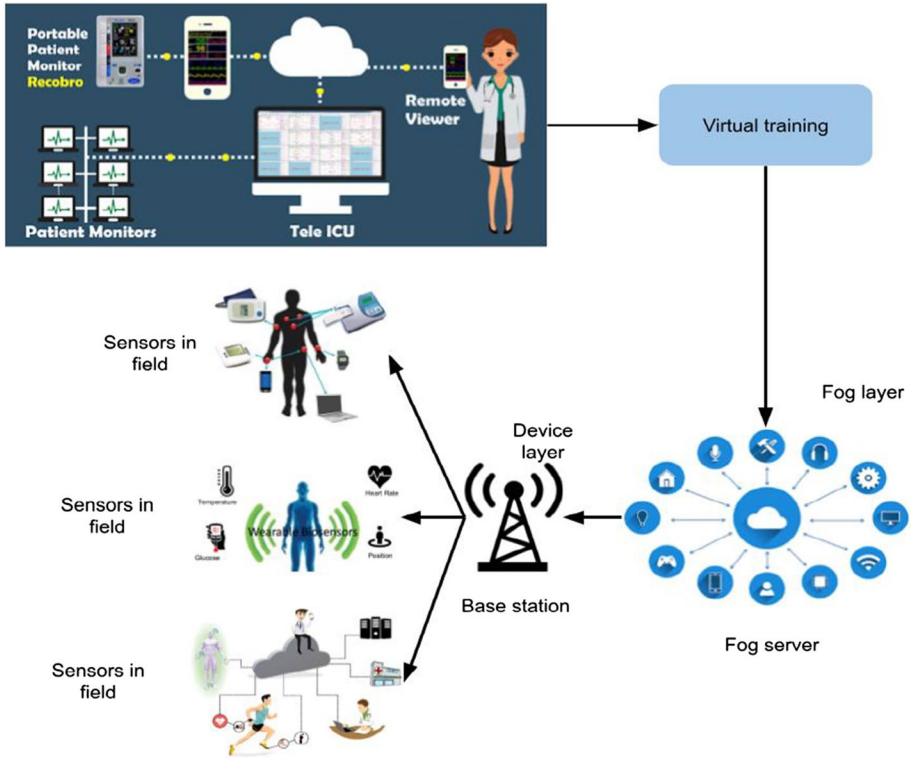 Portable
Patient
Monitor
Recobro
Remote
Viewer
Patient Monitors
Tele ICU
Virtual training
Sensors in
field
Fog layer
Device
layer
Sensors in
field
Temperature
Heart Rate
Wearable Biosensors
Glucose
Position
Base station
Fog server
Sensors in
field